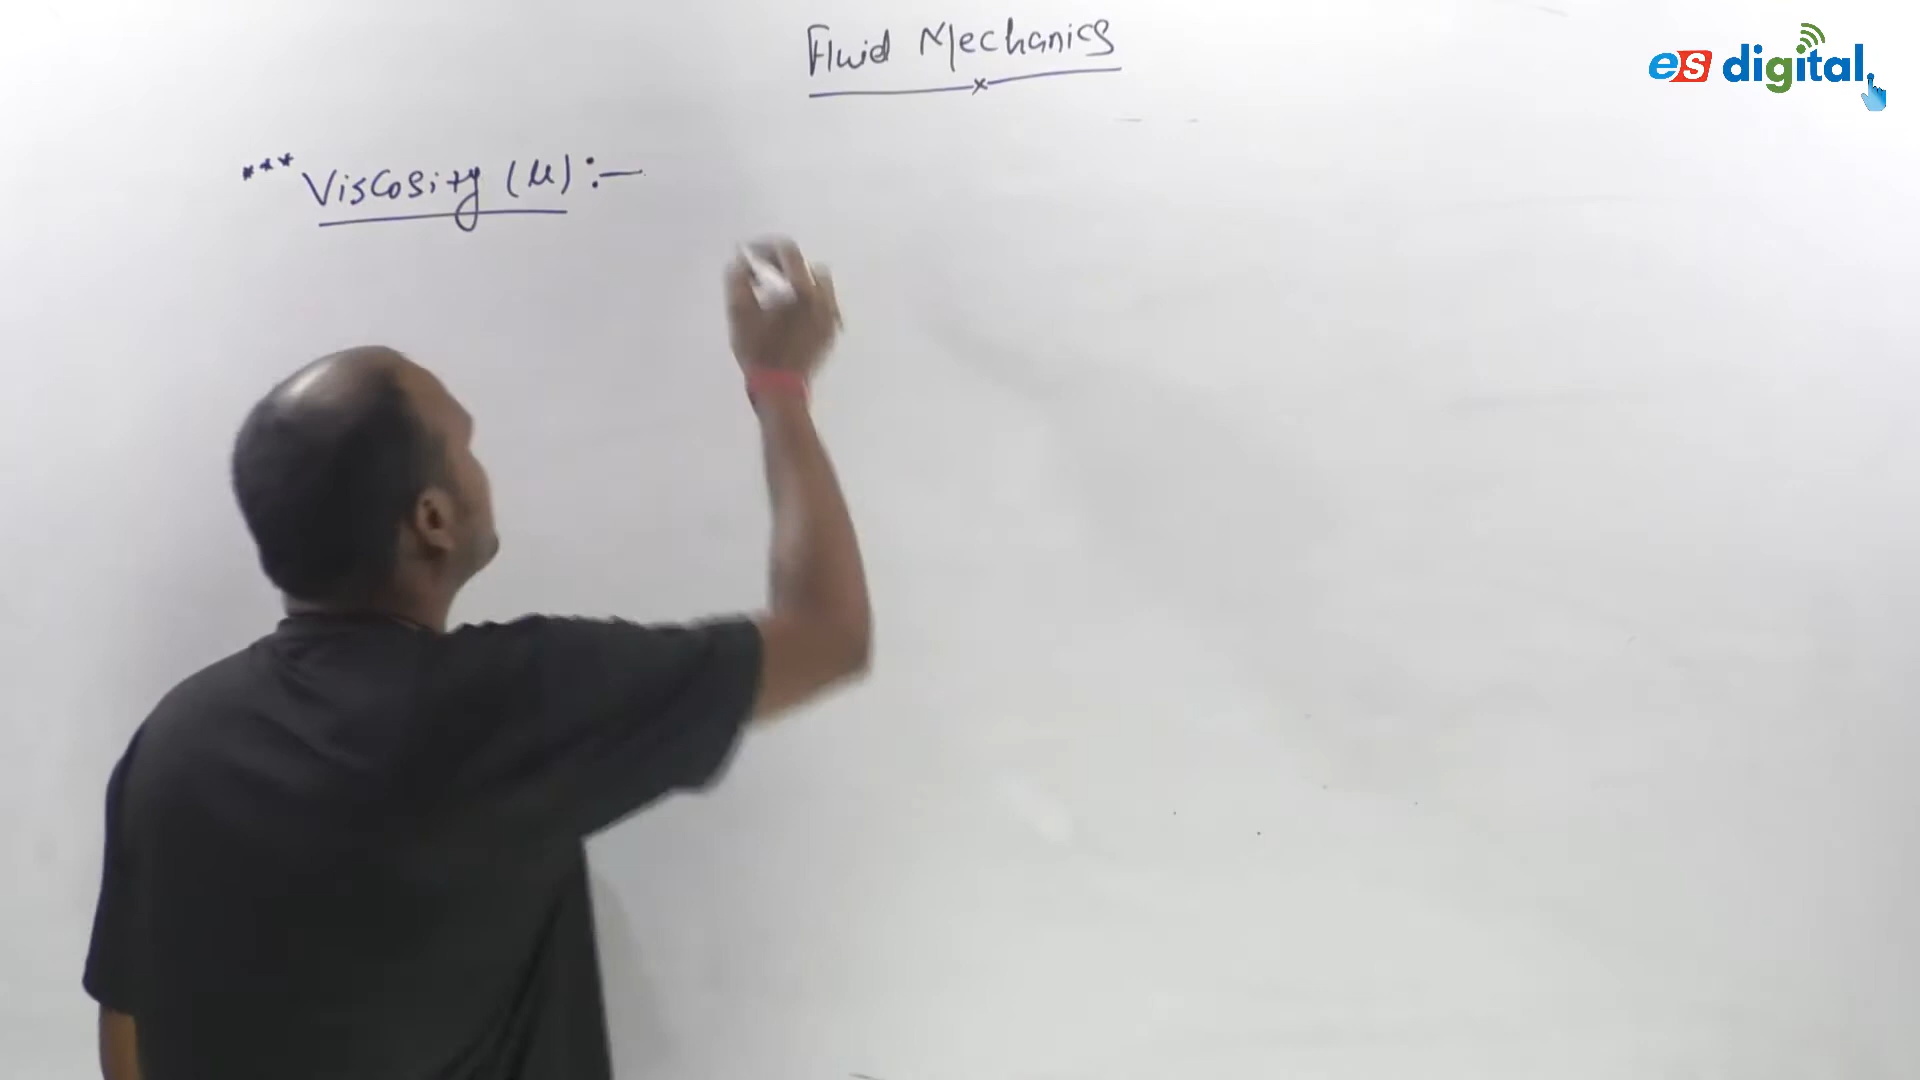 Fluid Mechanics
es digital
*** Viscosity (μ) :-